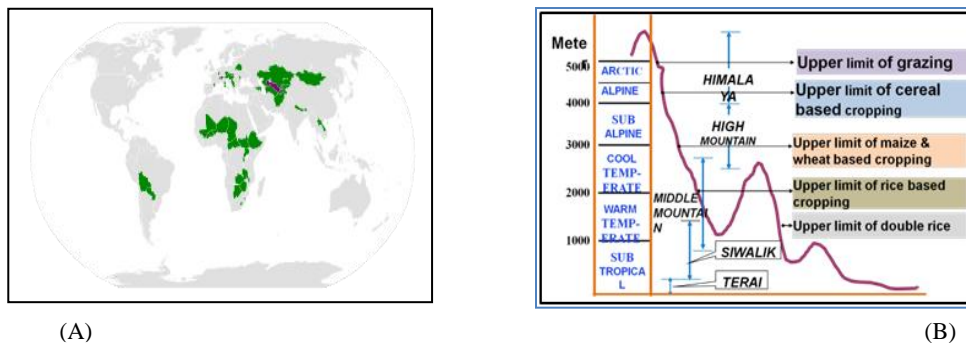 Mete
r
5000
4000
3000
2000
1000
ARCTIC
ALPINE
SUB
ALPINE
COOL
TEMP-
ERATE
WARM
TEMP-
ERATE
SUB
TROPICA
L
HIMALA
YA
HIGH
MOUNTAIN
MIDDLE
MOUNTAI
N
SIWALIK
TERAI
Upper limit of grazing
Upper limit of cereal
based cropping
Upper limit of maize &
wheat based cropping
Upper limit of rice based
cropping
Upper limit of double rice
(A)
(B)